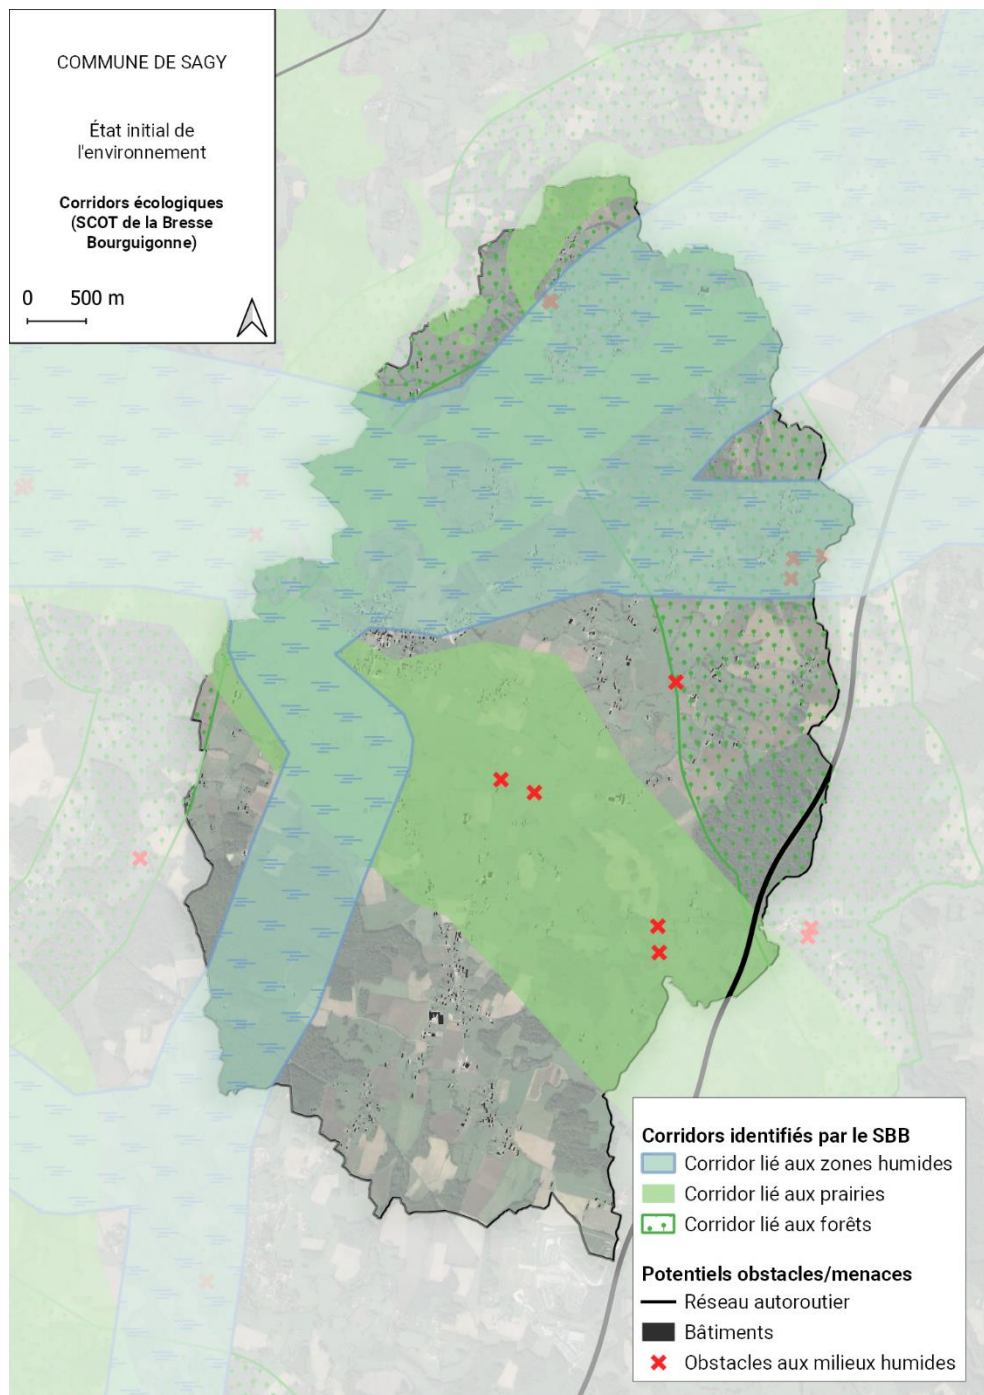 COMMUNE DE SAGY
État initial de
l'environnement
Corridors écologiques
(SCOT de la Bresse
Bourguigonne)
0 500 m
Corridors identifiés par le SBB
Corridor lié aux zones humides
Corridor lié aux prairies
Corridor lié aux forêts
Potentiels obstacles/menaces
Réseau autoroutier
Bâtiments
Obstacles aux milieux humides